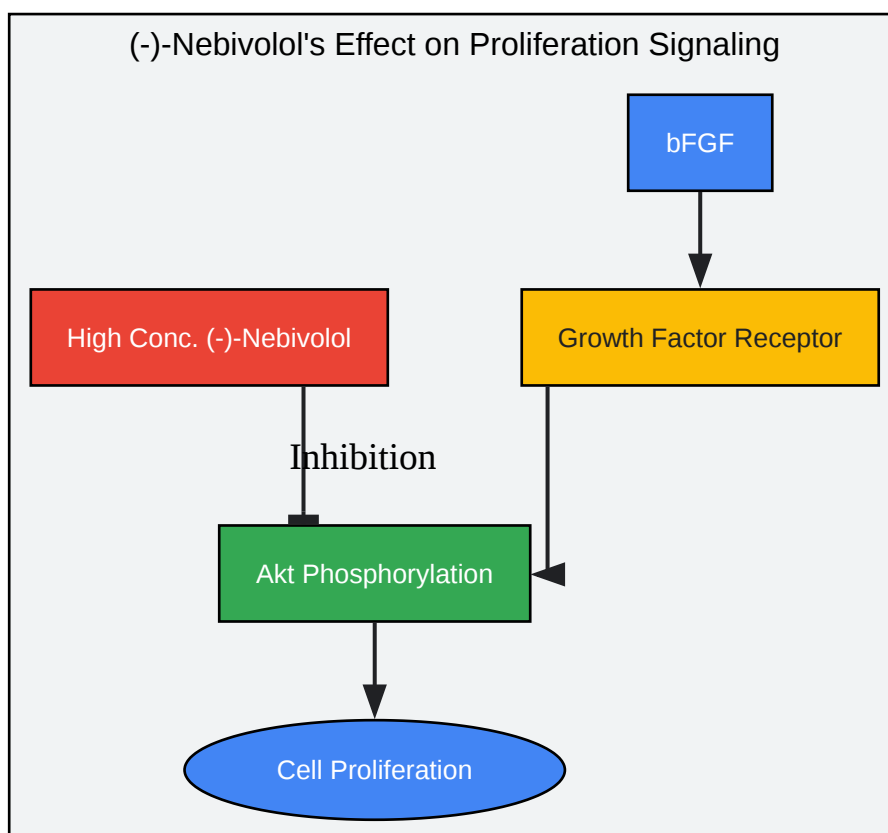 (-)-Nebivolol's Effect on Proliferation Signaling
bFGF
High Conc. (-)-Nebivolol
Growth Factor Receptor
Inhibition
Akt Phosphorylation
Cell Proliferation